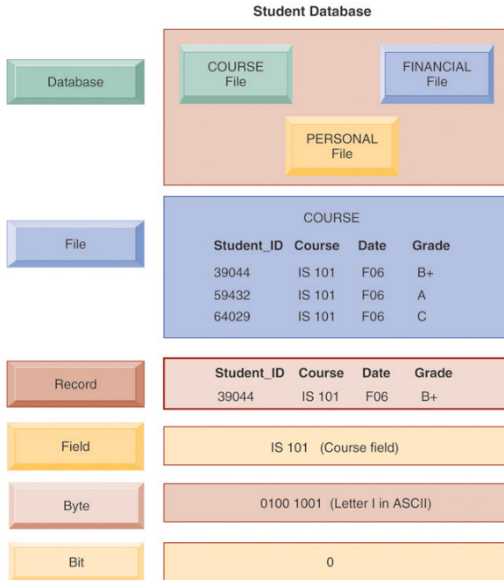 Student Database
Database
COURSE
File
FINANCIAL
File
PERSONAL
File
File
COURSE
Student_ID Course Date Grade
39044 IS 101 F06 B+
59432 IS 101 F06 A
64029 IS 101 F06 C
Record
Student_ID Course Date Grade
39044 IS 101 F06 B+
Field
IS 101 (Course field)
Byte
0100 1001 (Letter I in ASCII)
Bit
0